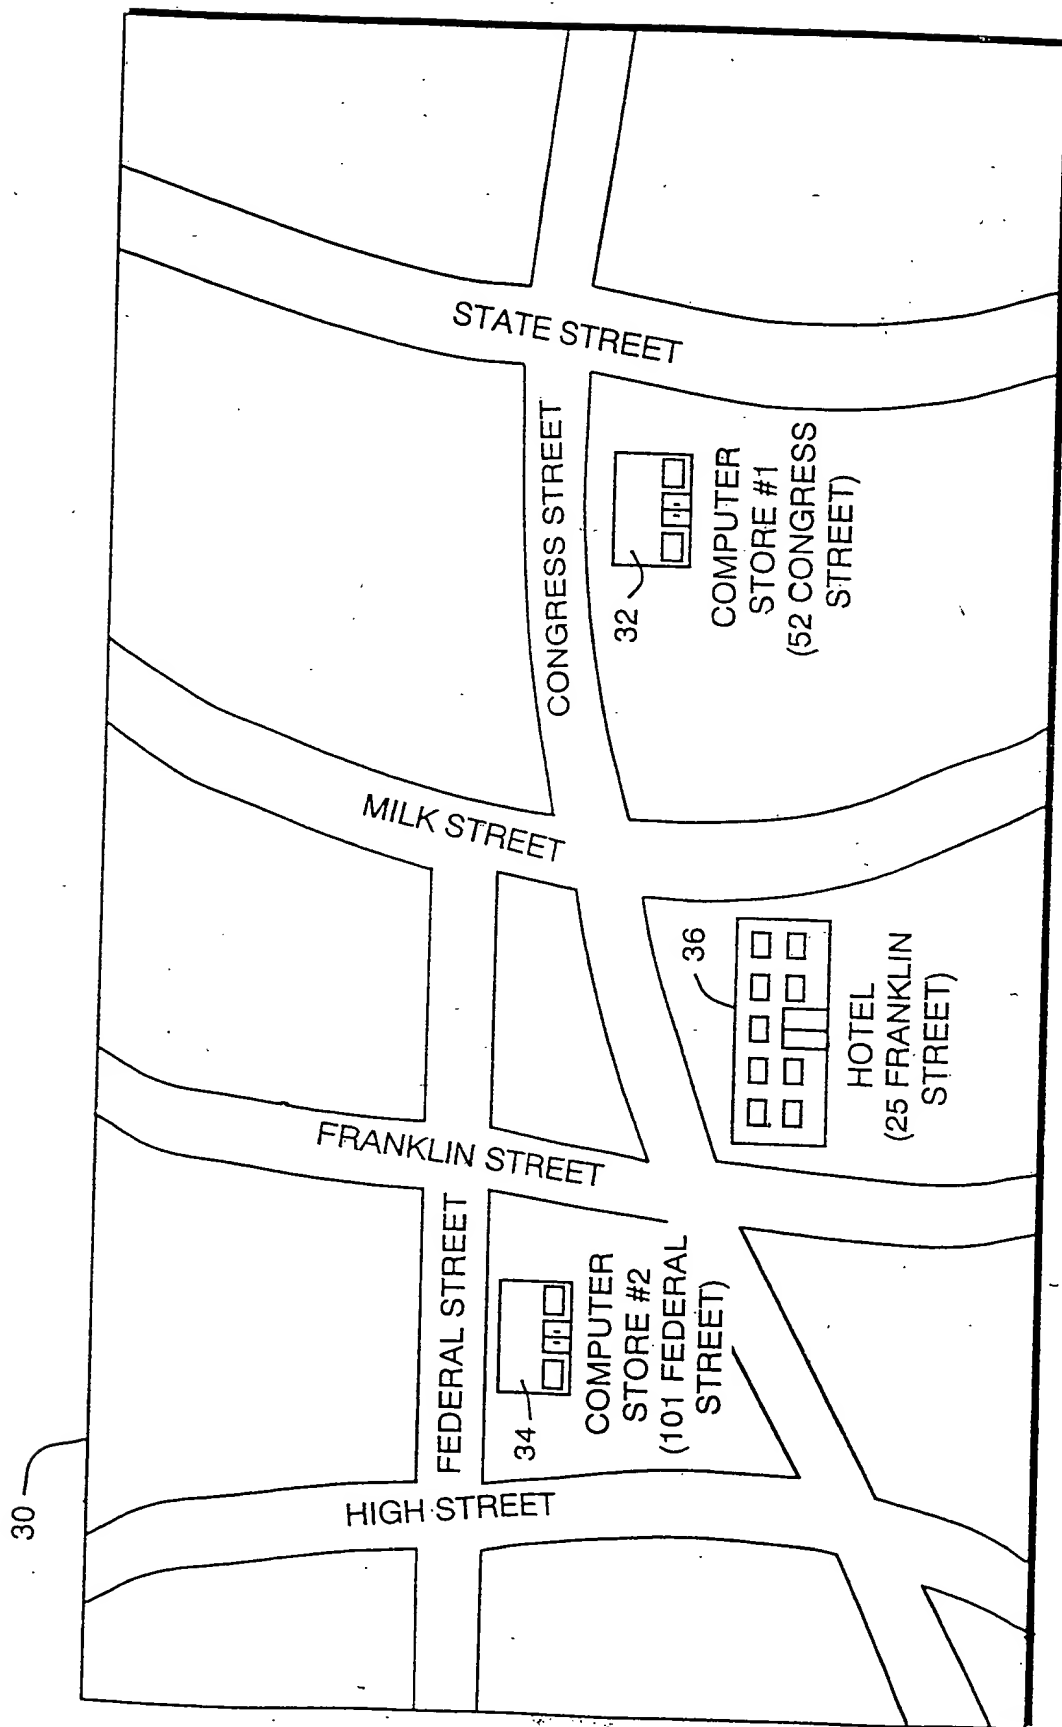 30
HIGH STREET
FEDERAL STREET
34
COMPUTER
STORE #2
(101 FEDERAL
STREET)
FRANKLIN STREET
36
HOTEL
(25 FRANKLIN
STREET)
MILK STREET
CONGRESS STREET
32
COMPUTER
STORE #1
(52 CONGRESS
STREET)
STATE STREET